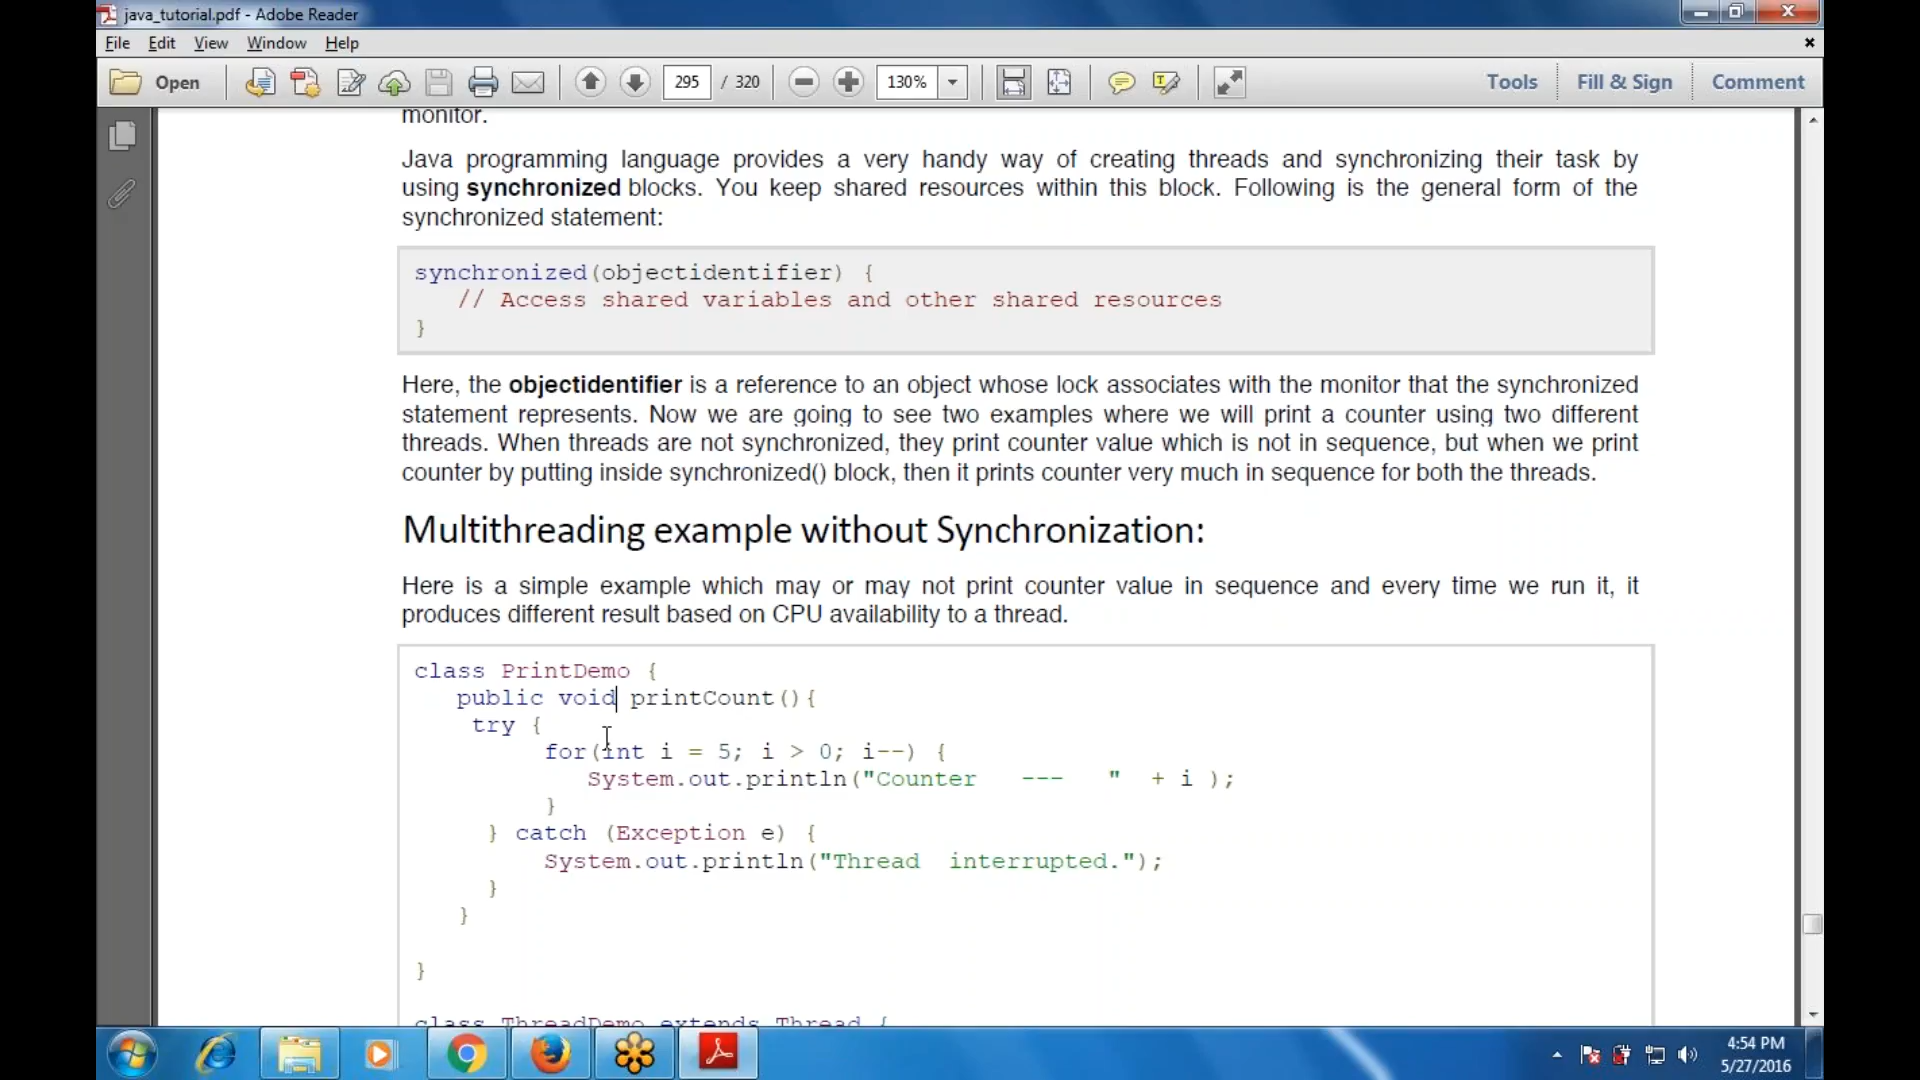 java_tutorial.pdf - Adobe Reader
File Edit View Window Help
Open 295 / 320 130% Tools Fill & Sign Comment
monitor.
Java programming language provides a very handy way of creating threads and synchronizing their task by
using synchronized blocks. You keep shared resources within this block. Following is the general form of the
synchronized statement:
synchronized(objectidentifier) {
// Access shared variables and other shared resources
}
Here, the objectidentifier is a reference to an object whose lock associates with the monitor that the synchronized
statement represents. Now we are going to see two examples where we will print a counter using two different
threads. When threads are not synchronized, they print counter value which is not in sequence, but when we print
counter by putting inside synchronized() block, then it prints counter very much in sequence for both the threads.
Multithreading example without Synchronization:
Here is a simple example which may or may not print counter value in sequence and every time we run it, it
produces different result based on CPU availability to a thread.
class PrintDemo {
public void printCount(){
try {
for(int i = 5; i > 0; i--) {
System.out.println("Counter   ---   "  + i );
}
} catch (Exception e) {
System.out.println("Thread  interrupted.");
}
}
}
class ThreadDemo extends Thread {
4:54 PM
5/27/2016